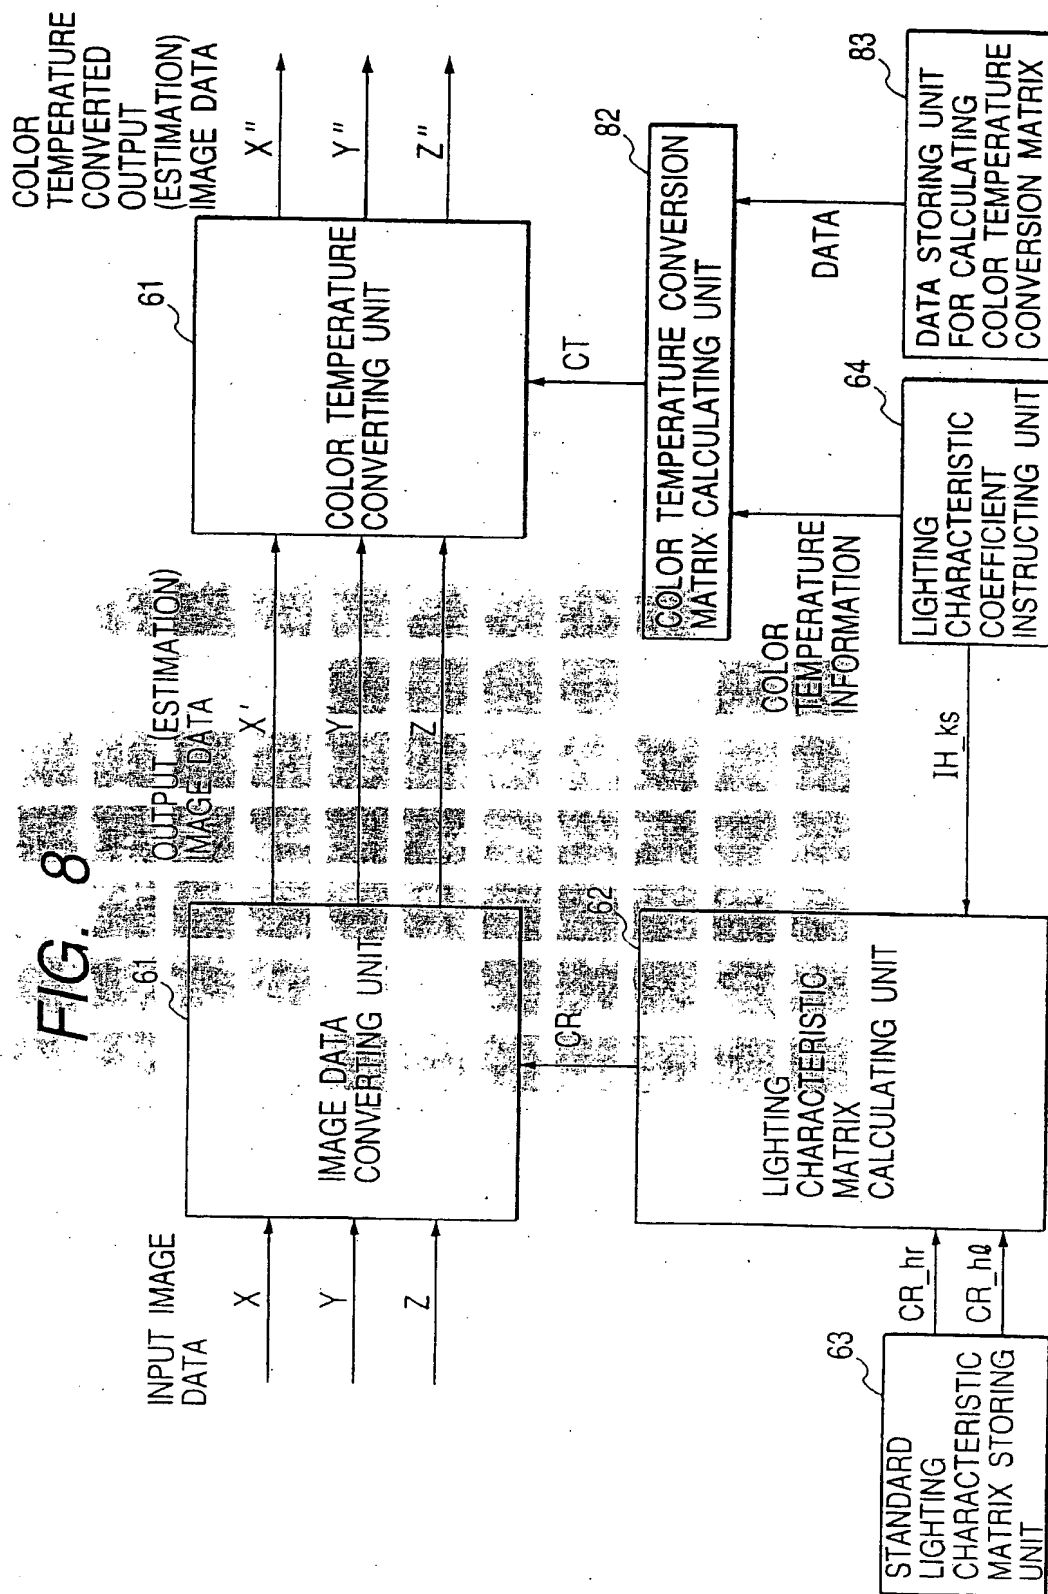 FIG. 8
INPUT IMAGE
DATA
X
Y
Z
61
IMAGE DATA
CONVERTING UNIT
OUTPUT (ESTIMATION)
IMAGE DATA
X'
Y
Z
61
COLOR TEMPERATURE
CONVERTING UNIT
COLOR
TEMPERATURE
CONVERTED
OUTPUT
(ESTIMATION)
IMAGE DATA
X"
Y"
Z"
CR
CT
62
LIGHTING
CHARACTERISTIC
MATRIX
CALCULATING UNIT
82
COLOR TEMPERATURE CONVERSION
MATRIX CALCULATING UNIT
COLOR
TEMPERATURE
INFORMATION
DATA
63
STANDARD
LIGHTING
CHARACTERISTIC
MATRIX STORING
UNIT
CR_hr
CR_hℓ
IH_ks
64
LIGHTING
CHARACTERISTIC
COEFFICIENT
INSTRUCTING UNIT
83
DATA STORING UNIT
FOR CALCULATING
COLOR TEMPERATURE
CONVERSION MATRIX